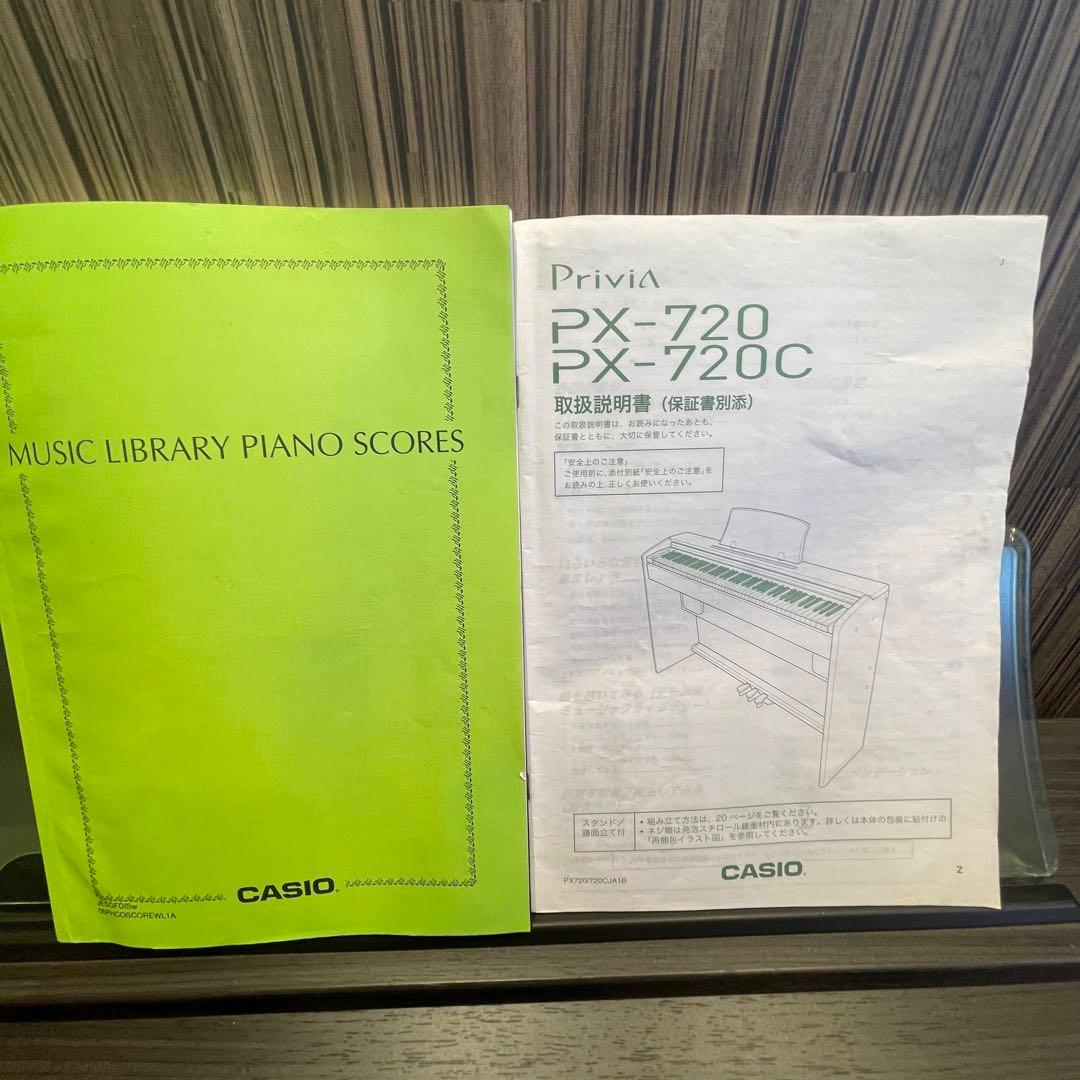 MUSIC LIBRARY PIANO SCORES
CASIO
PHCOSCOREWL1A
Privia
PX-720
PX-720C
取扱説明書（保証書別添）
この取扱説明書は、お読みになったあとも、
保証書とともに、大切に保管してください。
「安全上のご注意」
ご使用前に、添付別紙「安全上のご注意」を
お読みの上、正しくお使いください。
スタンド／
譜面立て付
• 組み立て方法は、20ページをご覧ください。
• ネジ類は発泡スチロール緩衝材内にあります。詳しくは本体の包装に貼付けの
「再梱包イラスト図」を参照してください。
CASIO
PX720/720CJA1B
Z
J